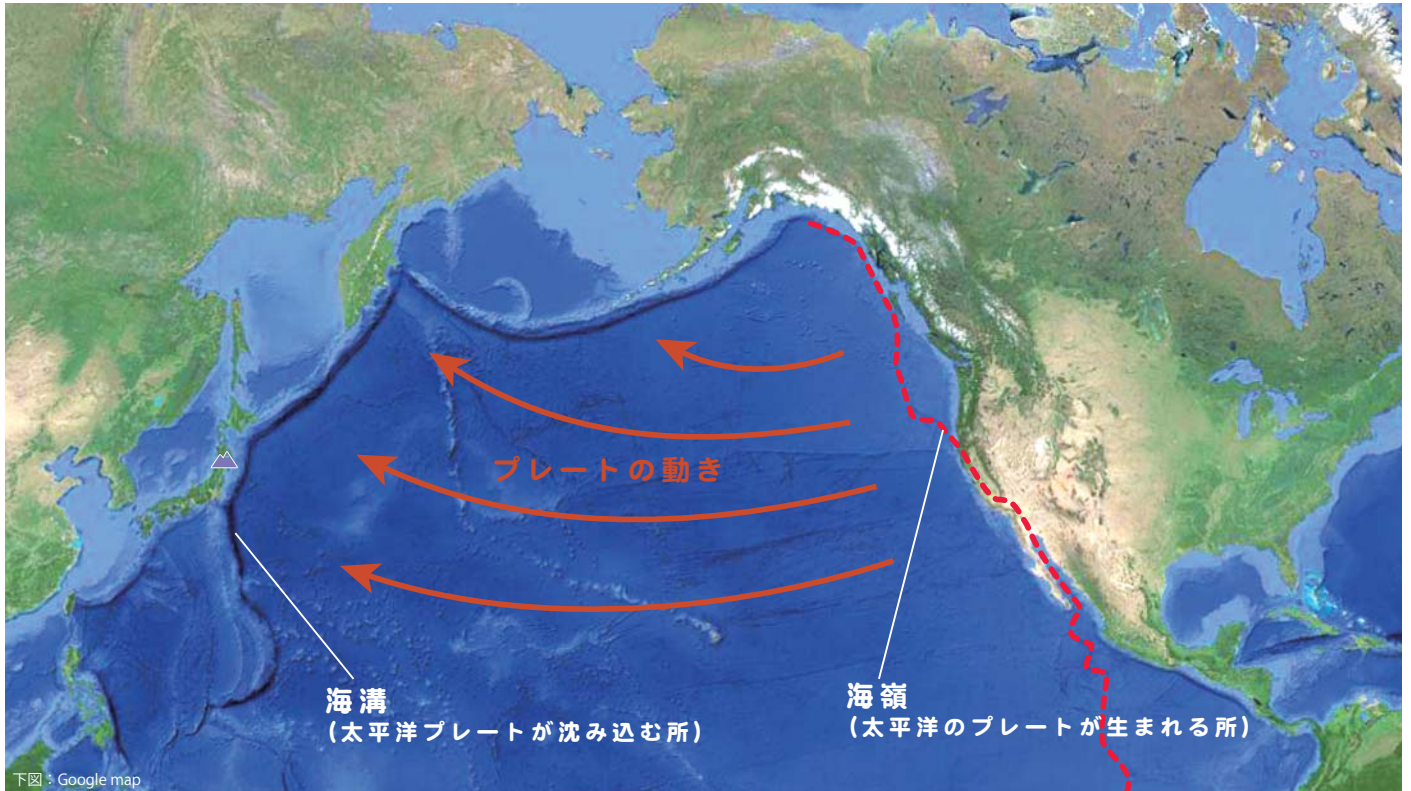 プレートの動き
海溝
(太平洋プレートが沈み込む所)
海嶺
(太平洋のプレートが生まれる所)
下図：Google map